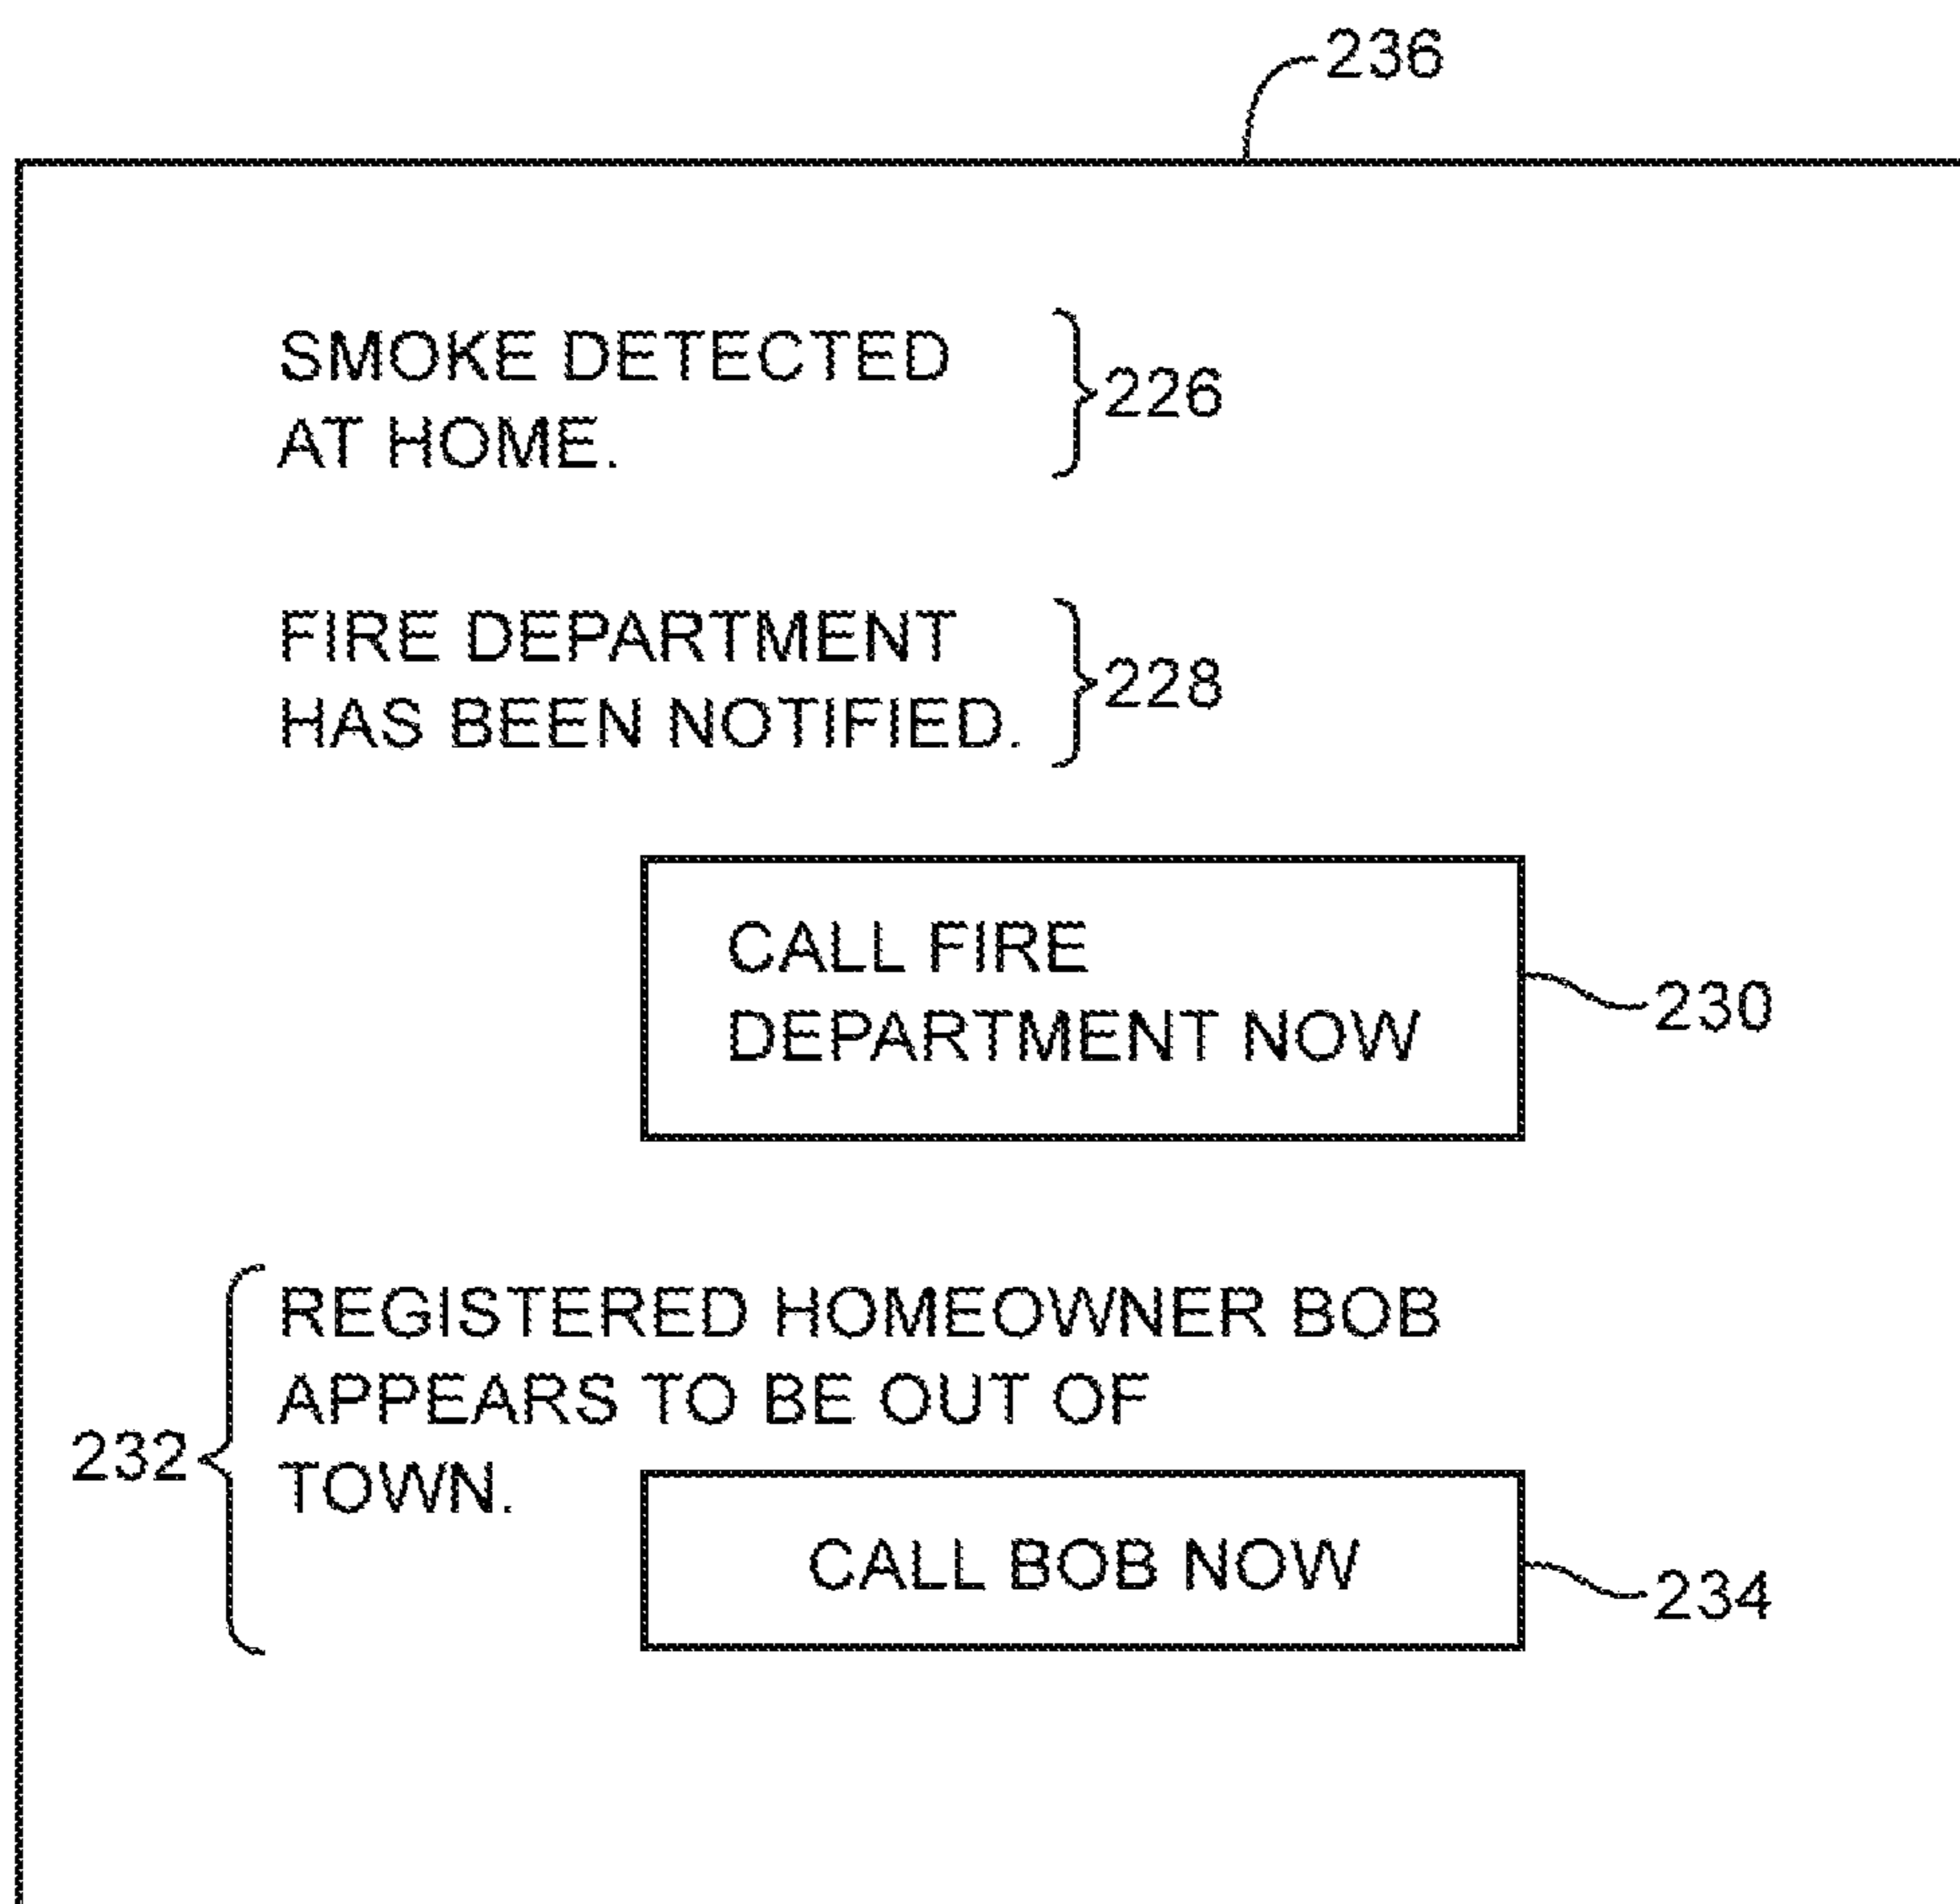 236
SMOKE DETECTED
AT HOME.
226
FIRE DEPARTMENT
HAS BEEN NOTIFIED.
228
CALL FIRE
DEPARTMENT NOW
230
REGISTERED HOMEOWNER BOB
APPEARS TO BE OUT OF
TOWN.
232
CALL BOB NOW
234